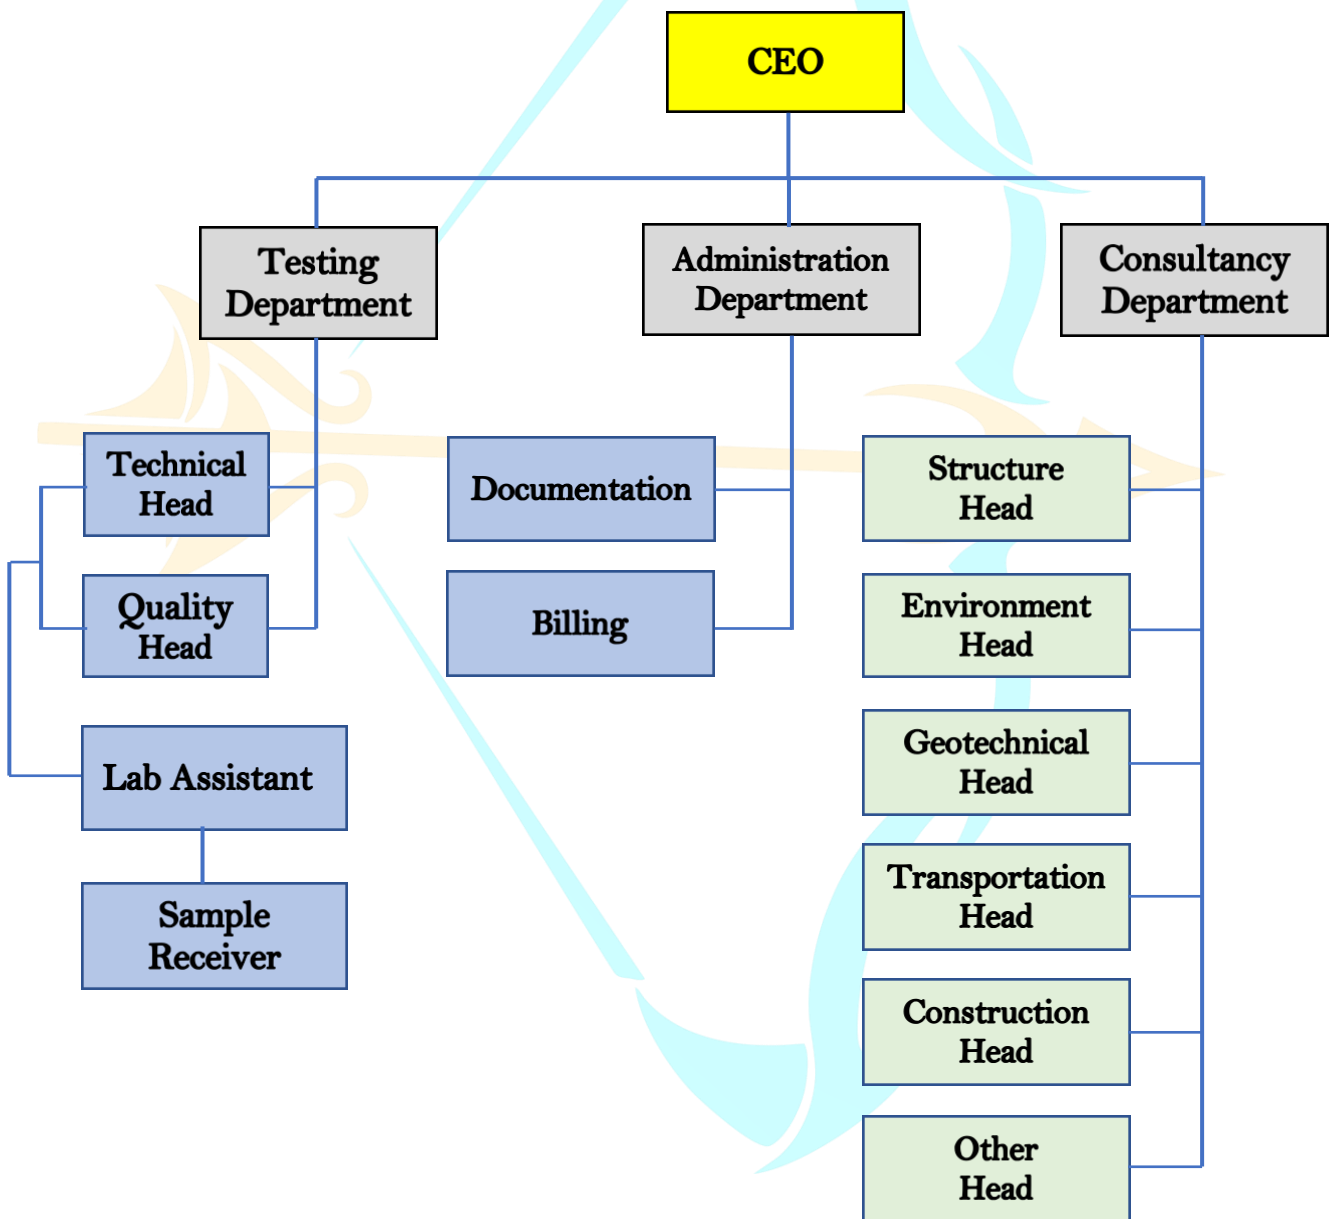 CEO
Testing
Department
Administration
Department
Consultancy
Department
Technical
Head
Quality
Head
Lab Assistant
Sample
Receiver
Documentation
Billing
Structure
Head
Environment
Head
Geotechnical
Head
Transportation
Head
Construction
Head
Other
Head